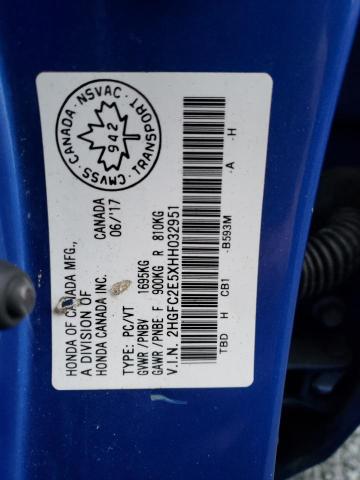 CMVSS • CANADA • NSVAC • TRANSPORT
942
HONDA OF CANADA MFG.,
A DIVISION OF
HONDA CANADA INC.
CANADA
06/'17
TYPE: PC/VT
GVWR/PNBV 1695KG
GAWR/PNBE F 900KG R 810KG
V.I.N. 2HGFC2E5XHH032951
TBD H CB1 -B593M -A -H